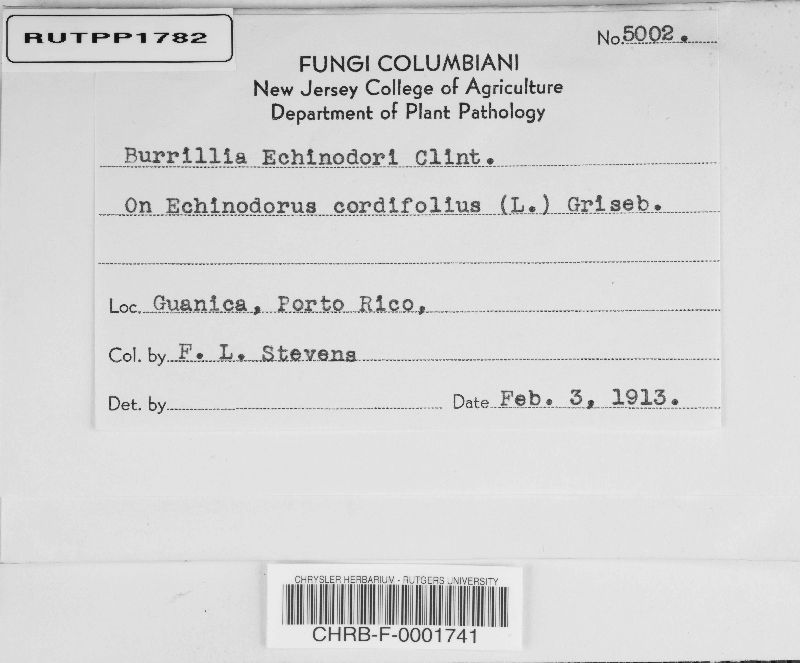 RUTPP1782
No. 5002.
FUNGI COLUMBIANI
New Jersey College of Agriculture
Department of Plant Pathology
Burrillia Echinodori Clint.
On Echinodorus cordifolius (L.) Griseb.
Loc. Guanica, Porto Rico,
Col. by F. L. Stevens
Det. by Date Feb. 3, 1913.
CHRYSLER HERBARIUM - RUTGERS UNIVERSITY
CHRB-F-0001741